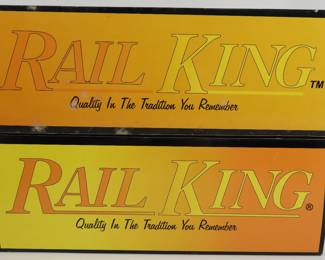 RAIL KING™
Quality In The Tradition You Remember
RAIL KING®
Quality In The Tradition You Remember